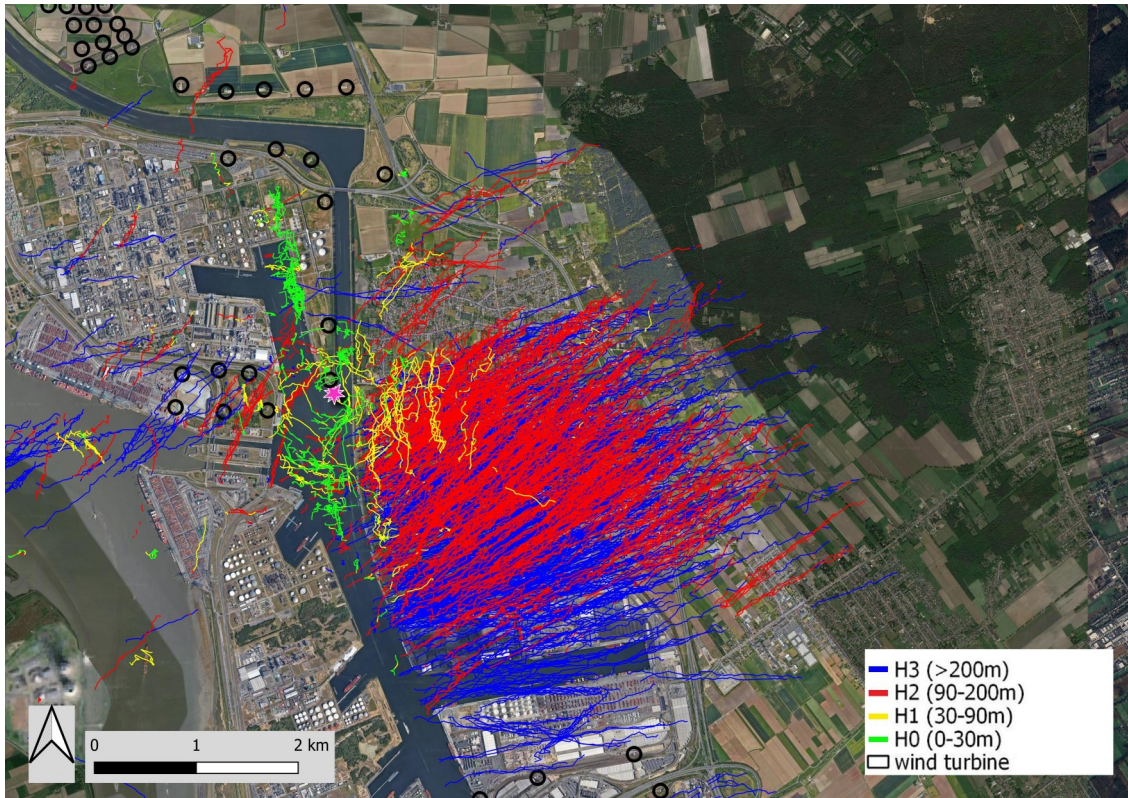 H3 (>200m)
H2 (90-200m)
H1 (30-90m)
H0 (0-30m)
wind turbine
0 1 2 km